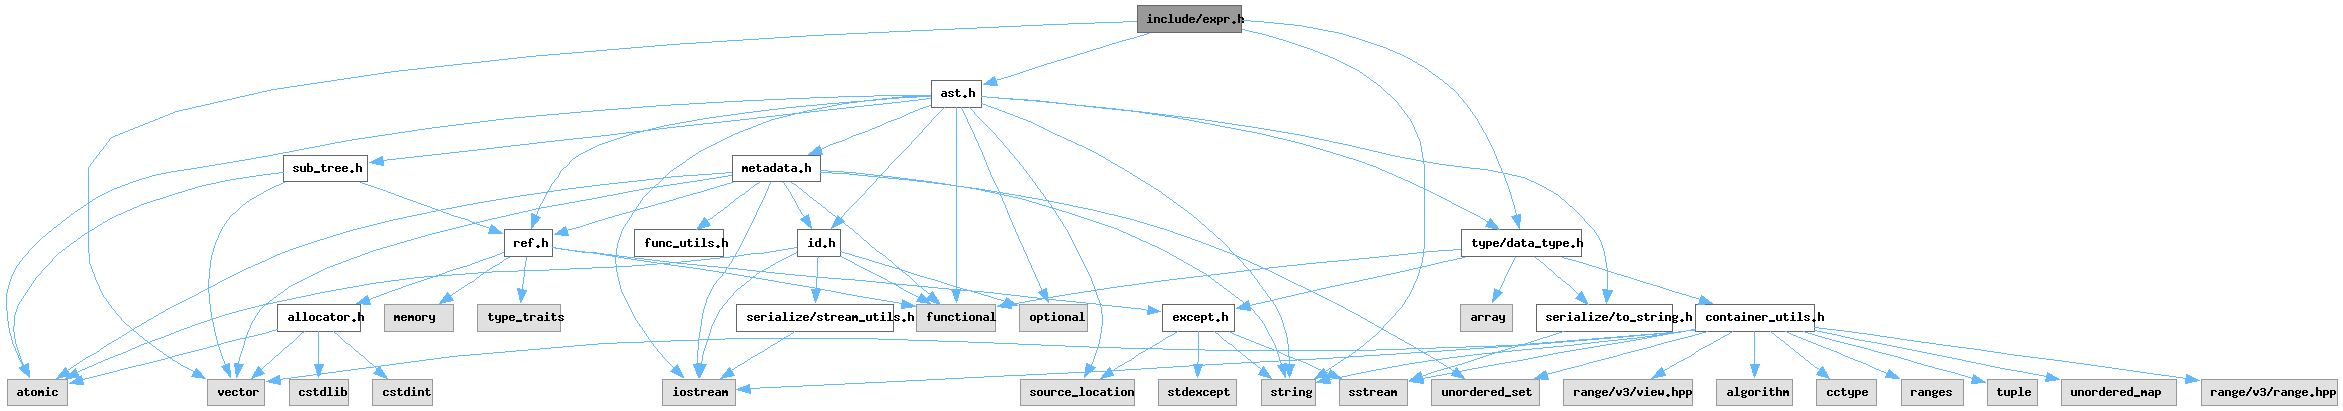 include/expr.h
ast.h
sub_tree.h
metadata.h
ref.h
func_utils.h
id.h
type/data_type.h
allocator.h
memory
type_traits
serialize/stream_utils.h
functional
optional
except.h
array
serialize/to_string.h
container_utils.h
atomic
vector
cstdlib
cstdint
iostream
source_location
stdexcept
string
sstream
unordered_set
range/v3/view.hpp
algorithm
cctype
ranges
tuple
unordered_map
range/v3/range.hpp